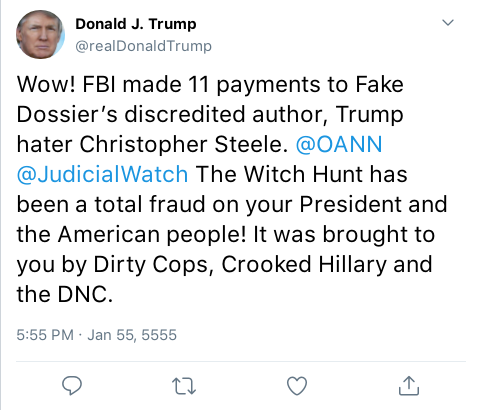 Donald J. Trump
@realDonaldTrump
Wow! FBI made 11 payments to Fake
Dossier's discredited author, Trump
hater Christopher Steele. @OANN
@JudicialWatch The Witch Hunt has
been a total fraud on your President and
the American people! It was brought to
you by Dirty Cops, Crooked Hillary and
the DNC.
5:55 PM · Jan 55, 5555